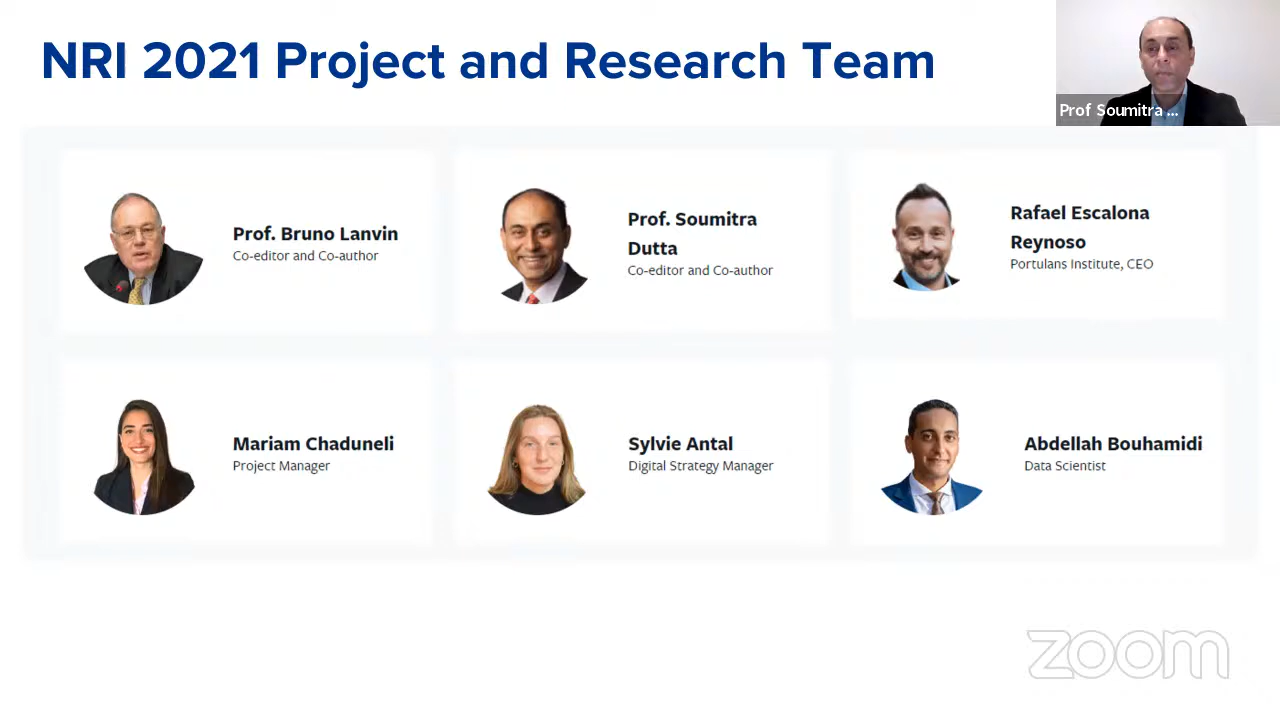 NRI 2021 Project and Research Team
Prof Soumitra ...
Prof. Bruno Lanvin
Co-editor and Co-author
Prof. Soumitra
Dutta
Co-editor and Co-author
Rafael Escalona
Reynoso
Portulans Institute, CEO
Mariam Chaduneli
Project Manager
Sylvie Antal
Digital Strategy Manager
Abdellah Bouhamidi
Data Scientist
zoom